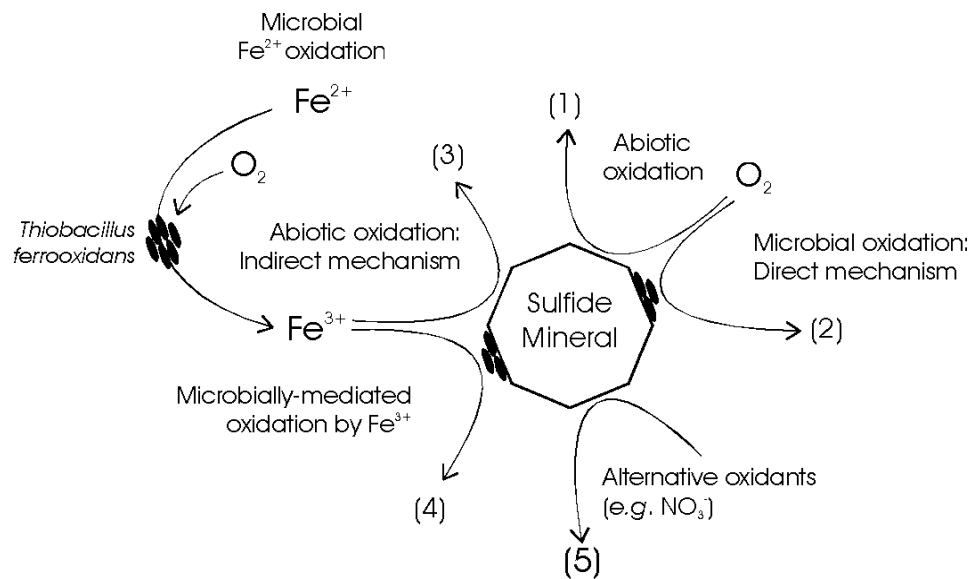 Microbial
Fe²⁺ oxidation
Fe²⁺
O₂
Thiobacillus
ferrooxidans
(3)
Abiotic oxidation:
Indirect mechanism
Fe³⁺
Microbially-mediated
oxidation by Fe³⁺
(4)
(1)
Abiotic
oxidation
O₂
Microbial oxidation:
Direct mechanism
(2)
Sulfide
Mineral
Alternative oxidants
(e.g. NO₃⁻)
(5)